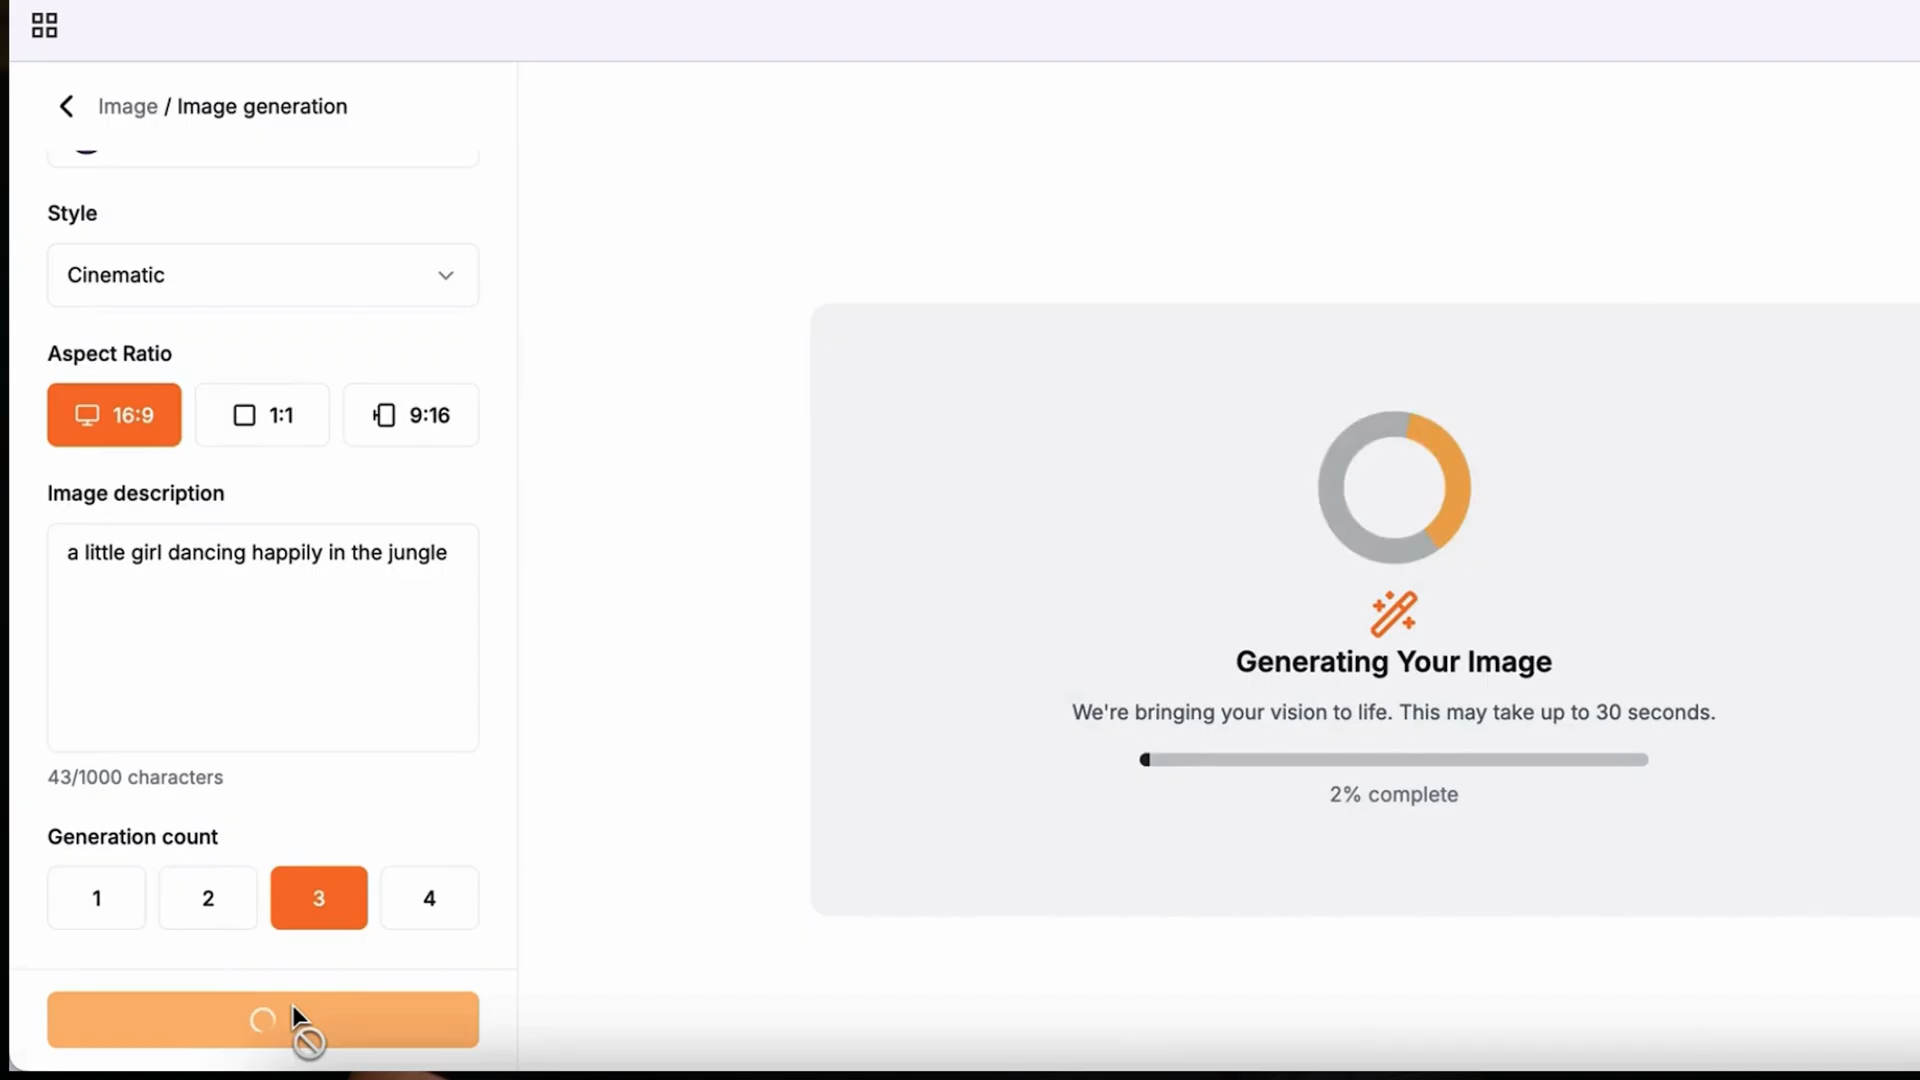 Image / Image generation
Style
Cinematic
Aspect Ratio
16:9 1:1 9:16
Image description
a little girl dancing happily in the jungle
43/1000 characters
Generation count
1 2 3 4
Generating Your Image
We're bringing your vision to life. This may take up to 30 seconds.
2% complete